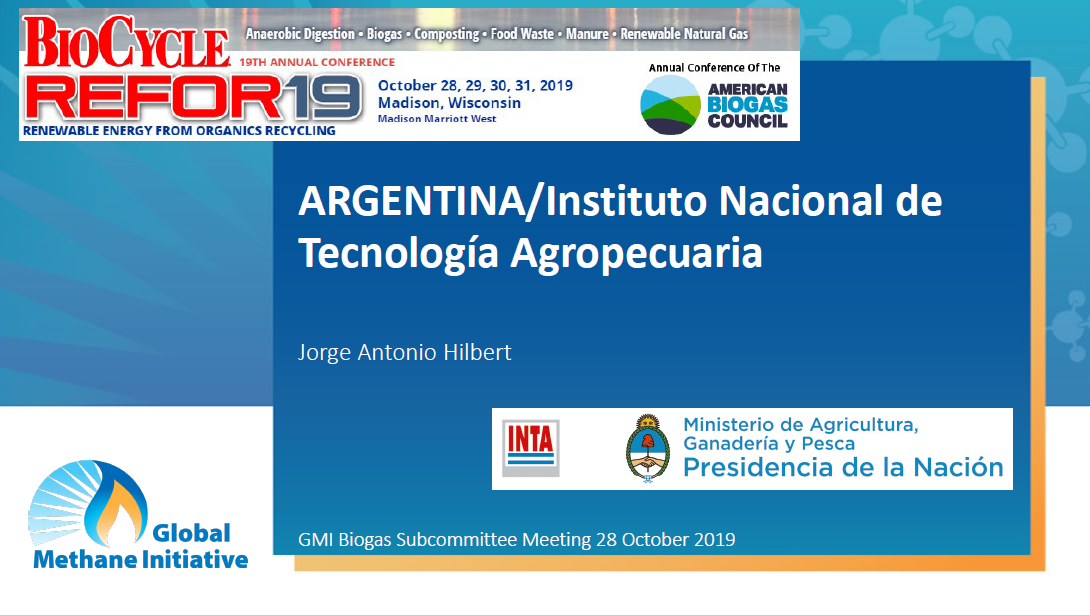 BIOCYCLE
Anaerobic Digestion • Biogas • Composting • Food Waste • Manure • Renewable Natural Gas
19TH ANNUAL CONFERENCE
REFOR19
RENEWABLE ENERGY FROM ORGANICS RECYCLING
October 28, 29, 30, 31, 2019
Madison, Wisconsin
Madison Marriott West
Annual Conference Of The
AMERICAN
BIOGAS
COUNCIL
ARGENTINA/Instituto Nacional de
Tecnología Agropecuaria
Jorge Antonio Hilbert
INTA
Ministerio de Agricultura,
Ganadería y Pesca
Presidencia de la Nación
Global
Methane Initiative
GMI Biogas Subcommittee Meeting 28 October 2019